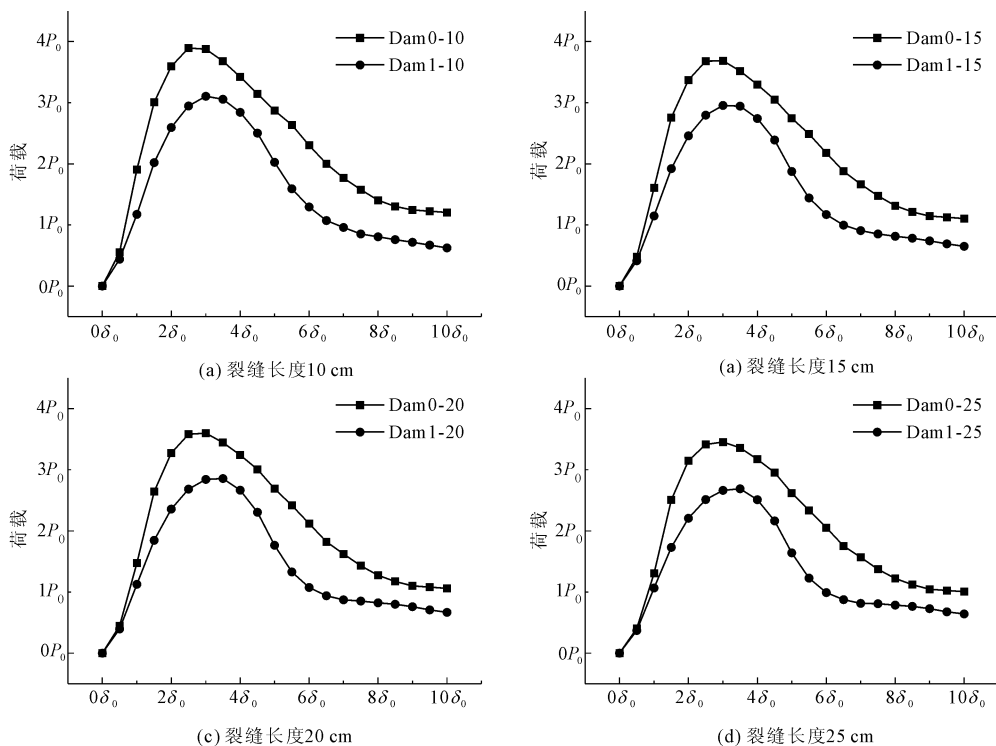 4P₀
3P₀
2P₀
1P₀
0P₀
荷载
Dam0-10
Dam1-10
0δ₀ 2δ₀ 4δ₀ 6δ₀ 8δ₀ 10δ₀
(a) 裂缝长度10 cm
4P₀
3P₀
2P₀
1P₀
0P₀
荷载
Dam0-15
Dam1-15
0δ₀ 2δ₀ 4δ₀ 6δ₀ 8δ₀ 10δ₀
(a) 裂缝长度15 cm
4P₀
3P₀
2P₀
1P₀
0P₀
荷载
Dam0-20
Dam1-20
0δ₀ 2δ₀ 4δ₀ 6δ₀ 8δ₀ 10δ₀
(c) 裂缝长度20 cm
4P₀
3P₀
2P₀
1P₀
0P₀
荷载
Dam0-25
Dam1-25
0δ₀ 2δ₀ 4δ₀ 6δ₀ 8δ₀ 10δ₀
(d) 裂缝长度25 cm